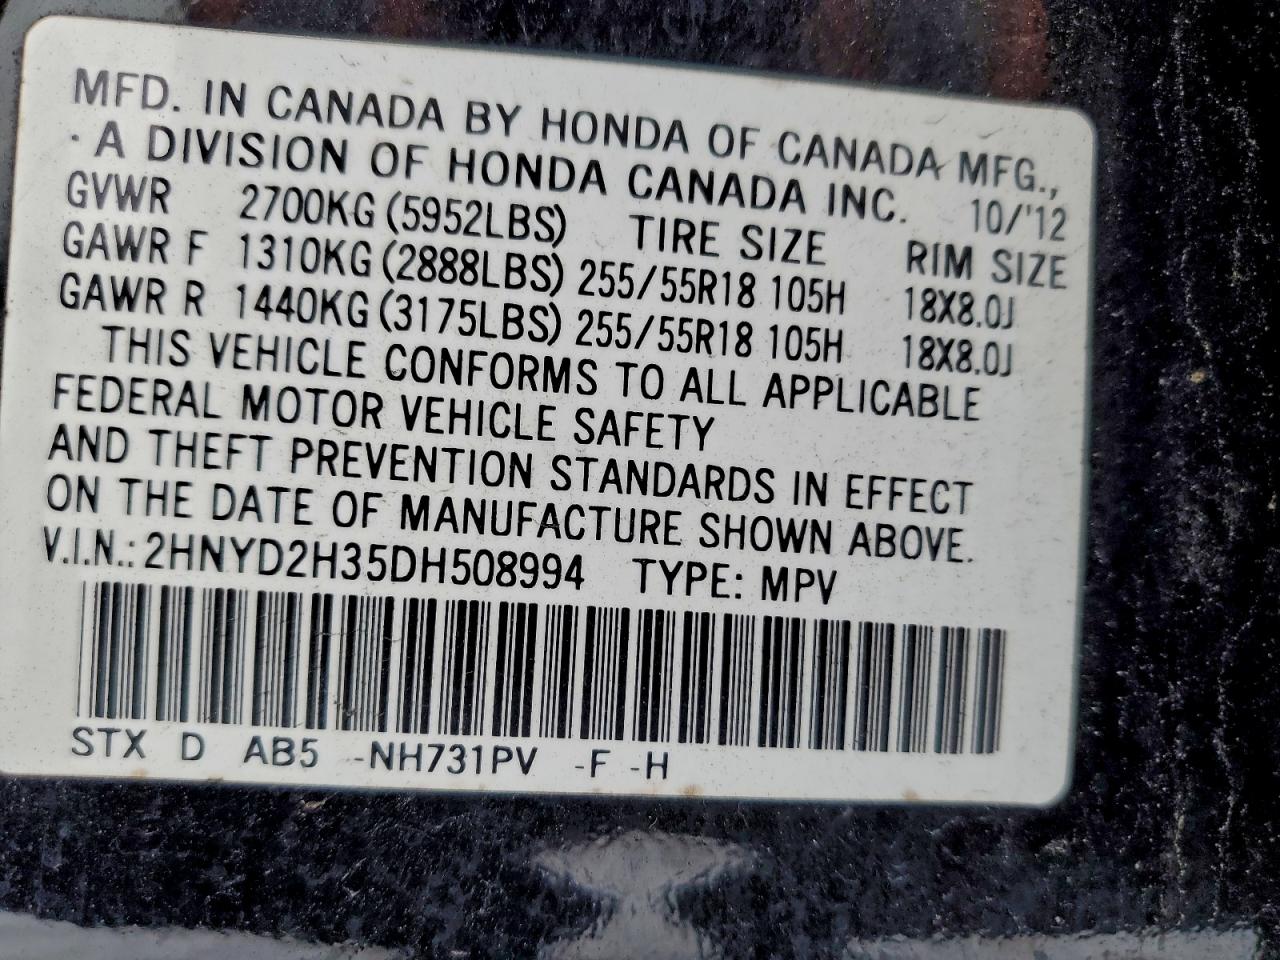 MFD. IN CANADA BY HONDA OF CANADA MFG.,
· A DIVISION OF HONDA CANADA INC. 10/'12
GVWR 2700KG (5952LBS) TIRE SIZE RIM SIZE
GAWR F 1310KG (2888LBS) 255/55R18 105H 18X8.0J
GAWR R 1440KG (3175LBS) 255/55R18 105H 18X8.0J
THIS VEHICLE CONFORMS TO ALL APPLICABLE
FEDERAL MOTOR VEHICLE SAFETY
AND THEFT PREVENTION STANDARDS IN EFFECT
ON THE DATE OF MANUFACTURE SHOWN ABOVE.
V.I.N.: 2HNYD2H35DH508994 TYPE: MPV
STX D AB5 -NH731PV -F -H